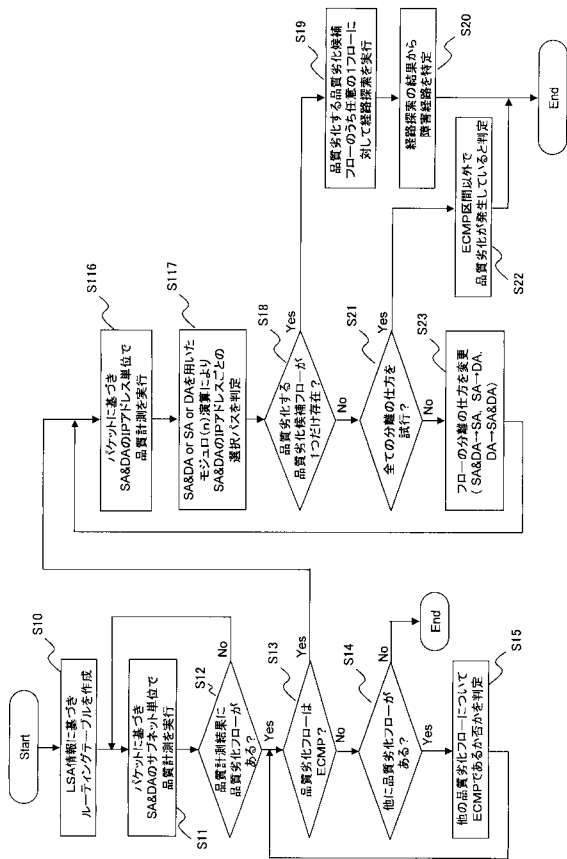 Start
S10
LSA情報に基づき
ルーティングテーブルを作成
パケットに基づき
SA&DAのサブネット単位で
品質計測を実行
S11
S12
品質計測結果に
品質劣化フローが
ある?
No
Yes
S13
品質劣化フローは
ECMP?
Yes
No
S14
他に品質劣化フローが
ある?
No
End
Yes
S15
他の品質劣化フローについて
ECMPであるか否かを判定
S116
パケットに基づき
SA&DAのIPアドレス単位で
品質計測を実行
S117
SA&DA or SA or DAを用いた
モジュロ(n)演算により
SA&DAのIPアドレスごとの
選択パスを判定
S18
品質劣化する
品質劣化候補フローが
1つだけ存在?
Yes
No
S21
全ての分離の仕方を
試行?
Yes
No
S23
フローの分離の仕方を変更
(SA&DA→SA, SA→DA,
DA→SA&DA)
S19
品質劣化する品質劣化候補
フローのうち任意の1フローに
対して経路探索を実行
S20
経路探索の結果から
障害経路を特定
ECMP区間以外で
品質劣化が発生していると判定
S22
End